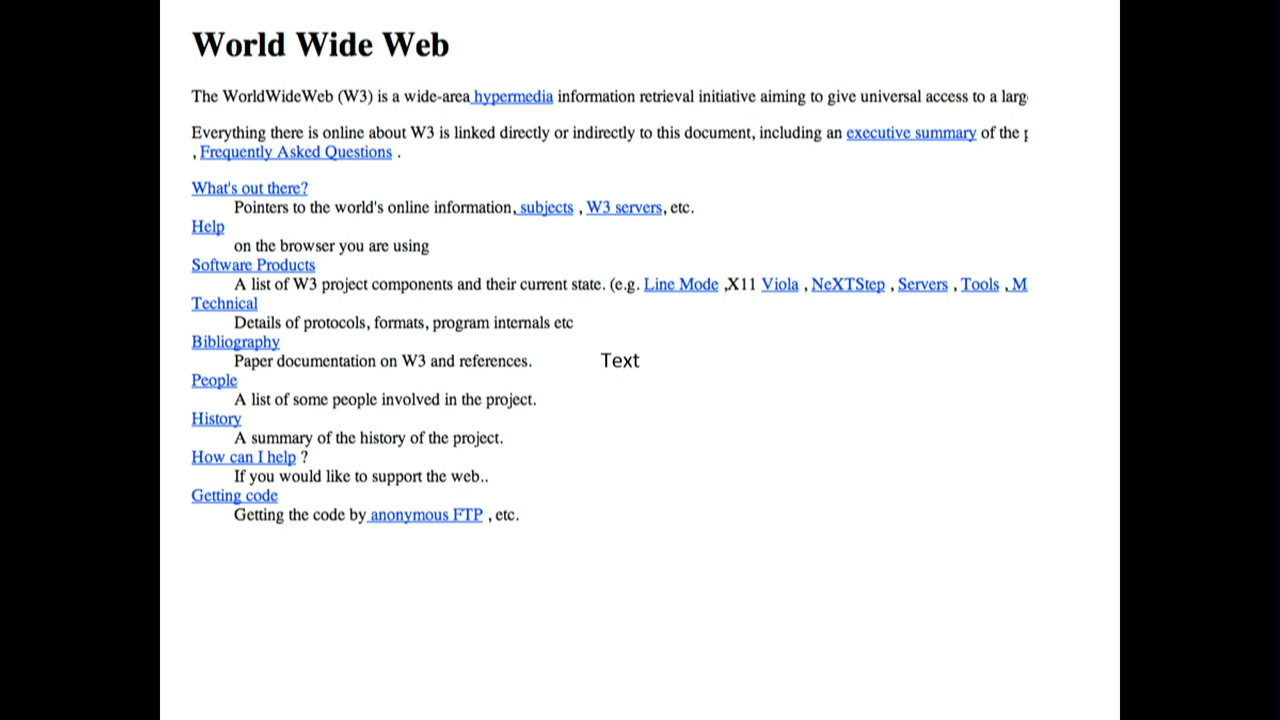 World Wide Web
The WorldWideWeb (W3) is a wide-area hypermedia information retrieval initiative aiming to give universal access to a
Everything there is online about W3 is linked directly or indirectly to this document, including an executive summary of the
, Frequently Asked Questions .
What's out there?
Pointers to the world's online information, subjects , W3 servers, etc.
Help
on the browser you are using
Software Products
A list of W3 project components and their current state. (e.g. Line Mode ,X11 Viola , NeXTStep , Servers , Tools , M
Technical
Details of protocols, formats, program internals etc
Bibliography
Paper documentation on W3 and references. Text
People
A list of some people involved in the project.
History
A summary of the history of the project.
How can I help ?
If you would like to support the web..
Getting code
Getting the code by anonymous FTP , etc.